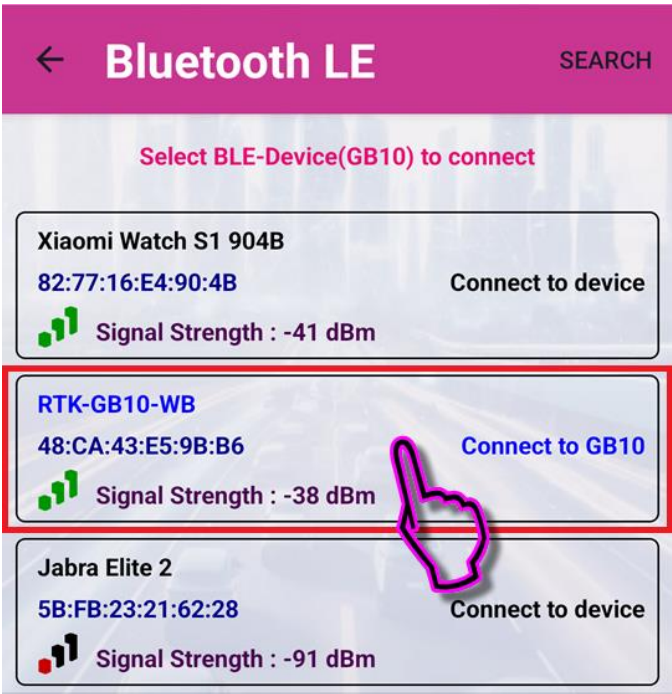 Bluetooth LE SEARCH
Select BLE-Device(GB10) to connect
Xiaomi Watch S1 904B
82:77:16:E4:90:4B Connect to device
Signal Strength : -41 dBm
RTK-GB10-WB
48:CA:43:E5:9B:B6 Connect to GB10
Signal Strength : -38 dBm
Jabra Elite 2
5B:FB:23:21:62:28 Connect to device
Signal Strength : -91 dBm